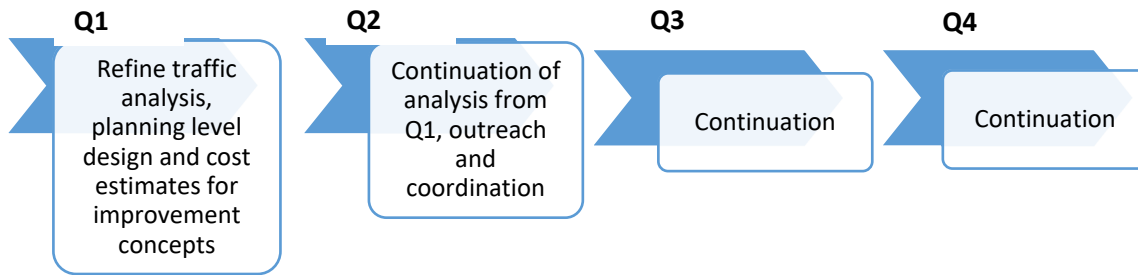 Q1
Refine traffic
analysis,
planning level
design and cost
estimates for
improvement
concepts
Q2
Continuation of
analysis from
Q1, outreach
and
coordination
Q3
Continuation
Q4
Continuation